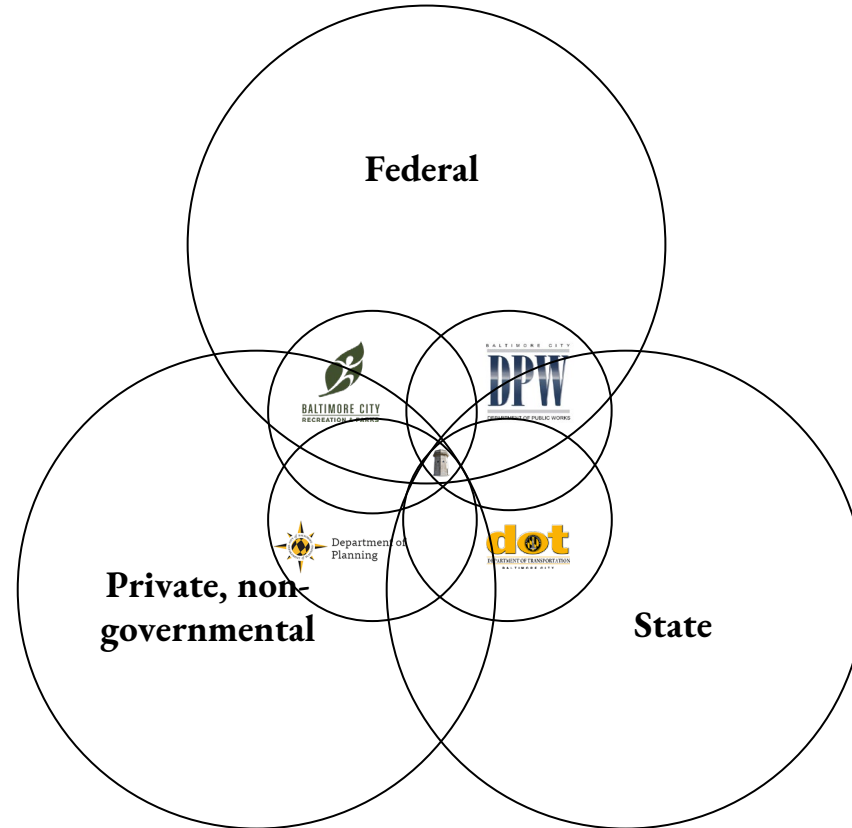 Federal
BALTIMORE CITY
RECREATION & PARKS
BALTIMORE CITY
DPW
DEPARTMENT OF PUBLIC WORKS
Department of
Planning
dot
DEPARTMENT OF TRANSPORTATION
BALTIMORE CITY
Private, non-
governmental
State